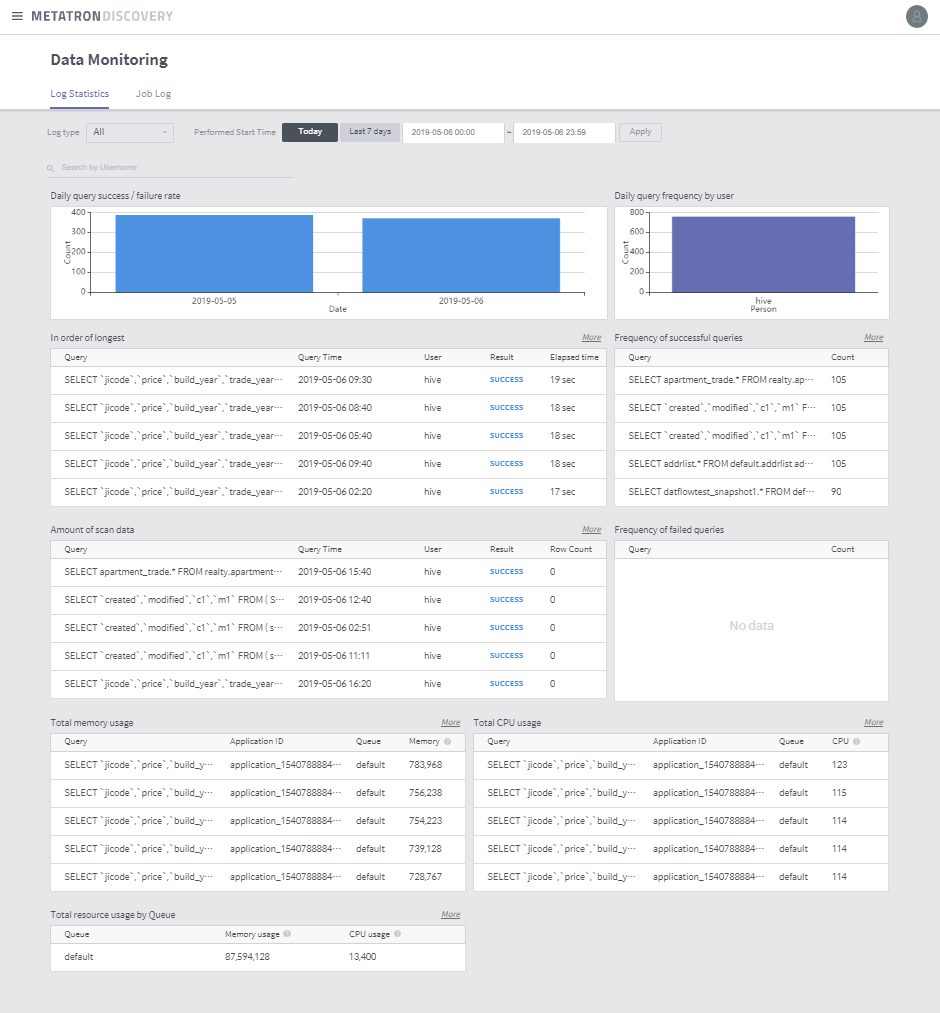 METATRON DISCOVERY
Data Monitoring
Log Statistics Job Log
Log type All Performed Start Time Today Last 7 days 2019-05-06 00:00 ~ 2019-05-06 23:59 Apply
Search by Username
Daily query success / failure rate
400
300
200
100
0
Count
2019-05-05 2019-05-06
Date
Daily query frequency by user
800
600
400
200
0
Count
hive
Person
In order of longest More
Query Query Time User Result Elapsed time
SELECT `jicode`,`price`,`build_year`,`trade_year··· 2019-05-06 09:30 hive SUCCESS 19 sec
SELECT `jicode`,`price`,`build_year`,`trade_year··· 2019-05-06 08:40 hive SUCCESS 18 sec
SELECT `jicode`,`price`,`build_year`,`trade_year··· 2019-05-06 05:40 hive SUCCESS 18 sec
SELECT `jicode`,`price`,`build_year`,`trade_year··· 2019-05-06 09:40 hive SUCCESS 18 sec
SELECT `jicode`,`price`,`build_year`,`trade_year··· 2019-05-06 02:20 hive SUCCESS 17 sec
Frequency of successful queries More
Query Count
SELECT apartment_trade.* FROM realty.ap··· 105
SELECT `created`,`modified`,`c1`,`m1` F··· 105
SELECT `created`,`modified`,`c1`,`m1` F··· 105
SELECT addrlist.* FROM default.addrlist ad··· 105
SELECT datflowtest_snapshot1.* FROM def··· 90
Amount of scan data More
Query Query Time User Result Row Count
SELECT apartment_trade.* FROM realty.apartment··· 2019-05-06 15:40 hive SUCCESS 0
SELECT `created`,`modified`,`c1`,`m1` FROM ( S··· 2019-05-06 12:40 hive SUCCESS 0
SELECT `created`,`modified`,`c1`,`m1` FROM ( s··· 2019-05-06 02:51 hive SUCCESS 0
SELECT `created`,`modified`,`c1`,`m1` FROM ( s··· 2019-05-06 11:11 hive SUCCESS 0
SELECT `jicode`,`price`,`build_year`,`trade_year··· 2019-05-06 16:20 hive SUCCESS 0
Frequency of failed queries
Query Count
No data
Total memory usage More
Query Application ID Queue Memory
SELECT `jicode`,`price`,`build_y··· application_1540788884··· default 783,968
SELECT `jicode`,`price`,`build_y··· application_1540788884··· default 756,238
SELECT `jicode`,`price`,`build_y··· application_1540788884··· default 754,223
SELECT `jicode`,`price`,`build_y··· application_1540788884··· default 739,128
SELECT `jicode`,`price`,`build_y··· application_1540788884··· default 728,767
Total CPU usage More
Query Application ID Queue CPU
SELECT `jicode`,`price`,`build_y··· application_1540788884··· default 123
SELECT `jicode`,`price`,`build_y··· application_1540788884··· default 115
SELECT `jicode`,`price`,`build_y··· application_1540788884··· default 114
SELECT `jicode`,`price`,`build_y··· application_1540788884··· default 114
SELECT `jicode`,`price`,`build_y··· application_1540788884··· default 114
Total resource usage by Queue More
Queue Memory usage CPU usage
default 87,594,128 13,400